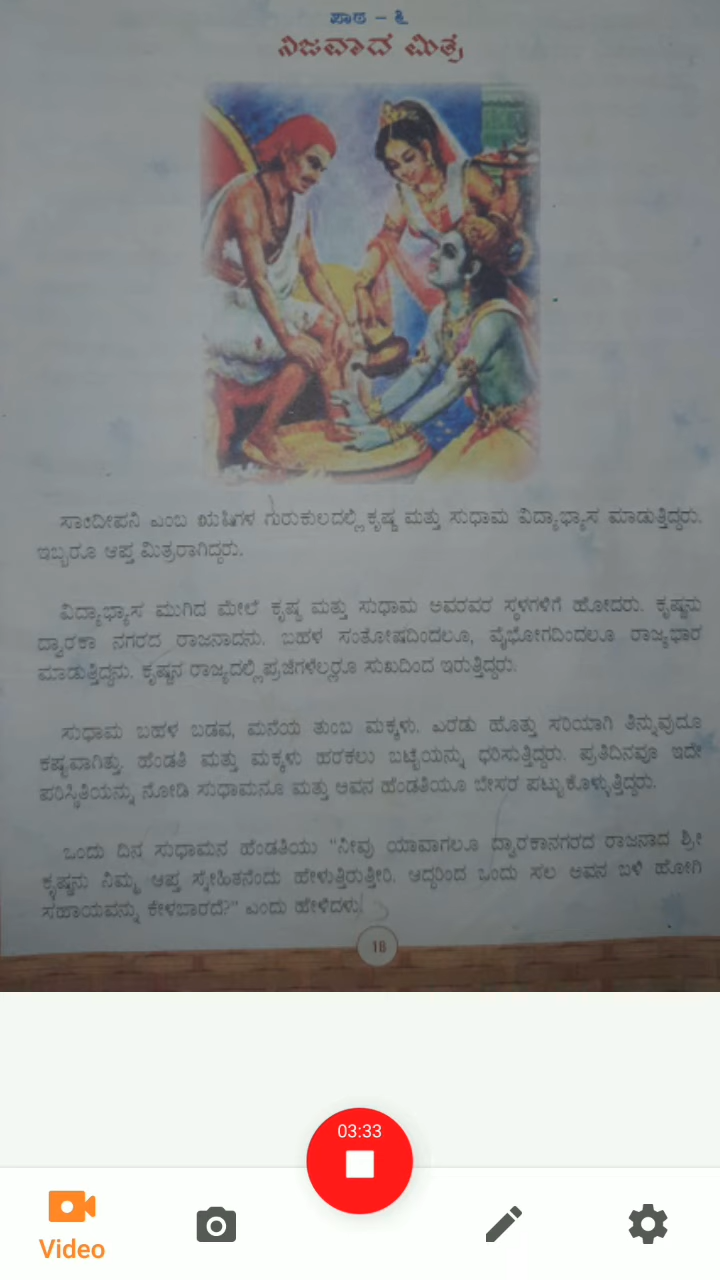 ಪಾಠ – ೬
ನಿಜವಾದ ಮಿತ್ರ
ಸಾಂದೀಪನಿ ಎಂಬ ಋಷಿಗಳ ಗುರುಕುಲದಲ್ಲಿ ಕೃಷ್ಣ ಮತ್ತು ಸುಧಾಮ ವಿದ್ಯಾಭ್ಯಾಸ ಮಾಡುತ್ತಿದ್ದರು.
ಇಬ್ಬರೂ ಆಪ್ತ ಮಿತ್ರರಾಗಿದ್ದರು.
ವಿದ್ಯಾಭ್ಯಾಸ ಮುಗಿದ ಮೇಲೆ ಕೃಷ್ಣ ಮತ್ತು ಸುಧಾಮ ಅವರವರ ಸ್ಥಳಗಳಿಗೆ ಹೋದರು. ಕೃಷ್ಣನು
ದ್ವಾರಕಾ ನಗರದ ರಾಜನಾದನು. ಬಹಳ ಸಂತೋಷದಿಂದಲೂ, ವೈಭೋಗದಿಂದಲೂ ರಾಜ್ಯಭಾರ
ಮಾಡುತ್ತಿದ್ದನು. ಕೃಷ್ಣನ ರಾಜ್ಯದಲ್ಲಿ ಪ್ರಜೆಗಳೆಲ್ಲರೂ ಸುಖದಿಂದ ಇರುತ್ತಿದ್ದರು.
ಸುಧಾಮ ಬಹಳ ಬಡವ, ಮನೆಯ ತುಂಬ ಮಕ್ಕಳು. ಎರಡು ಹೊತ್ತು ಸರಿಯಾಗಿ ತಿನ್ನುವುದೂ
ಕಷ್ಟವಾಗಿತ್ತು. ಹೆಂಡತಿ ಮತ್ತು ಮಕ್ಕಳು ಹರಕಲು ಬಟ್ಟೆಯನ್ನು ಧರಿಸುತ್ತಿದ್ದರು. ಪ್ರತಿದಿನವೂ ಇದೇ
ಪರಿಸ್ಥಿತಿಯನ್ನು ನೋಡಿ ಸುಧಾಮನೂ ಮತ್ತು ಅವನ ಹೆಂಡತಿಯೂ ಬೇಸರ ಪಟ್ಟುಕೊಳ್ಳುತ್ತಿದ್ದರು.
ಒಂದು ದಿನ ಸುಧಾಮನ ಹೆಂಡತಿಯು "ನೀವು ಯಾವಾಗಲೂ ದ್ವಾರಕಾನಗರದ ರಾಜನಾದ ಶ್ರೀ
ಕೃಷ್ಣನು ನಿಮ್ಮ ಆಪ್ತ ಸ್ನೇಹಿತನೆಂದು ಹೇಳುತ್ತಿರುತ್ತೀರಿ. ಆದ್ದರಿಂದ ಒಂದು ಸಲ ಅವನ ಬಳಿ ಹೋಗಿ
ಸಹಾಯವನ್ನು ಕೇಳಬಾರದೆ?" ಎಂದು ಹೇಳಿದಳು.
18
03:33
Video